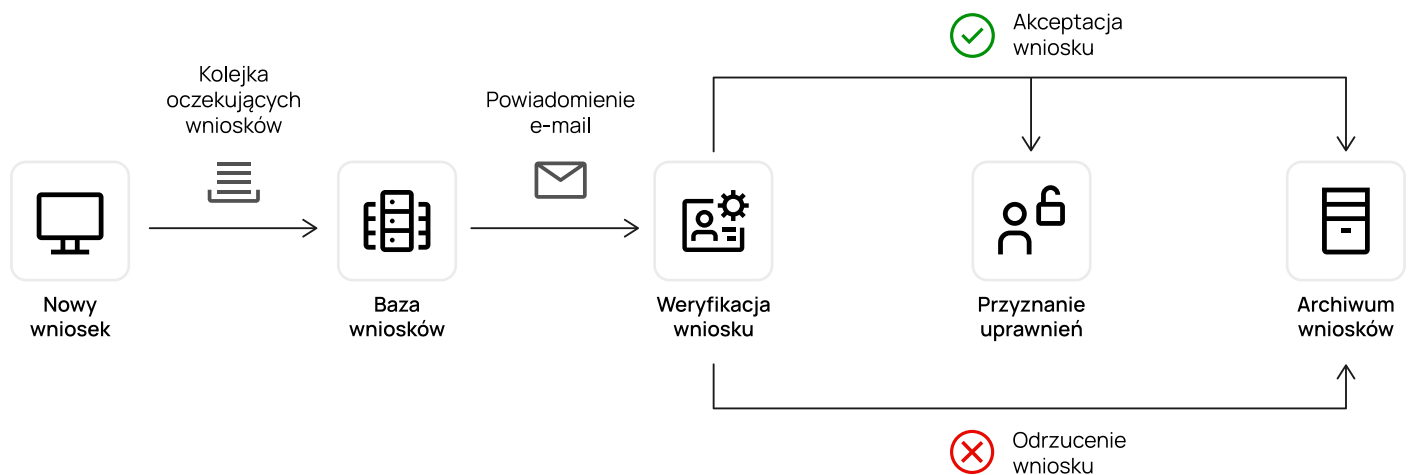 Akceptacja
wniosku
Kolejka
oczekujących
wniosków
Powiadomienie
e-mail
Nowy
wniosek
Baza
wniosków
Weryfikacja
wniosku
Przyznanie
uprawnień
Archiwum
wniosków
Odrzucenie
wniosku